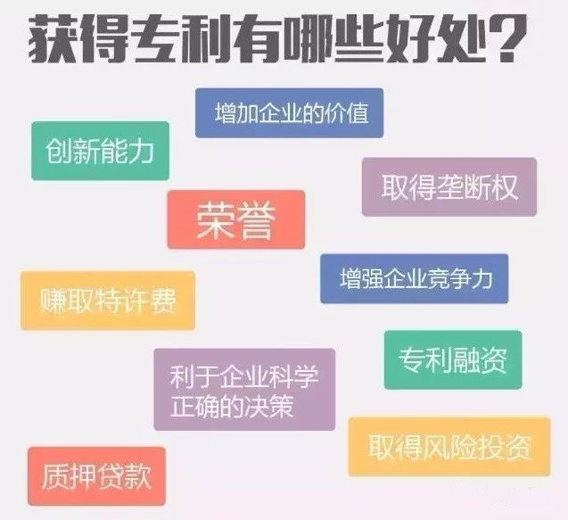 获得专利有哪些好处?
增加企业的价值
创新能力
取得垄断权
荣誉
增强企业竞争力
赚取特许费
专利融资
利于企业科学
正确的决策
取得风险投资
质押贷款